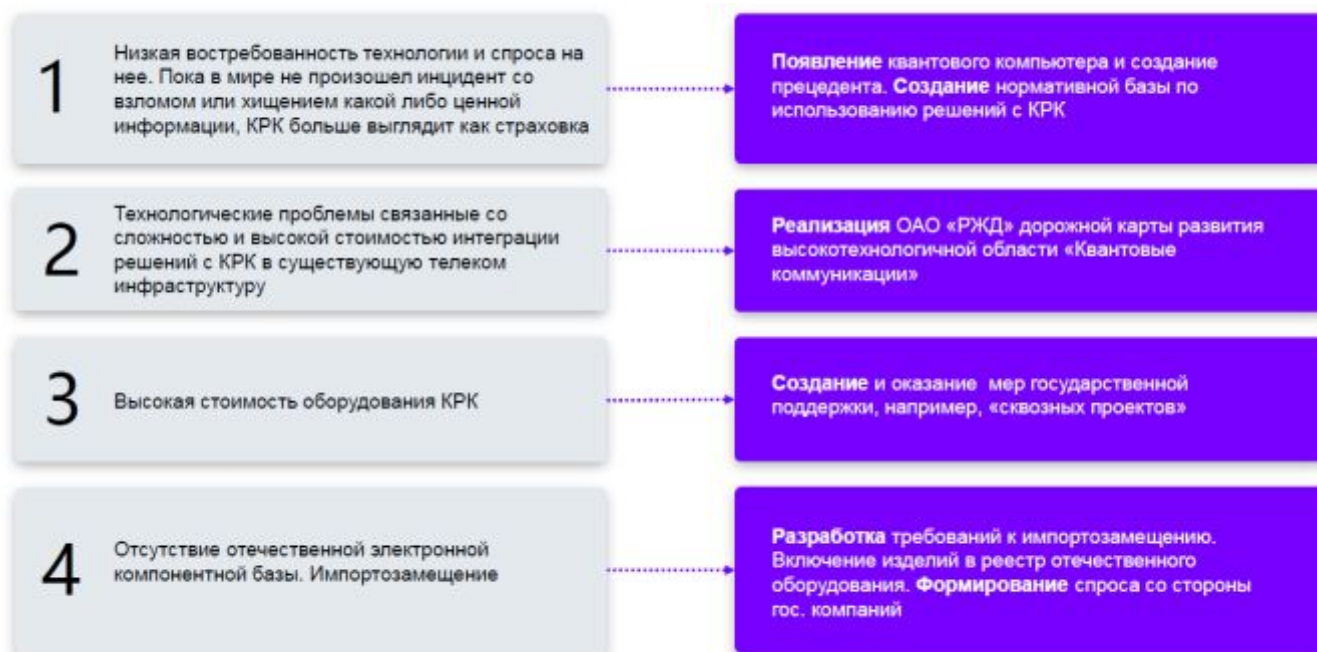 1
Низкая востребованность технологии и спроса на
нее. Пока в мире не произошел инцидент со
взломом или хищением какой либо ценной
информации, КРК больше выглядит как страховка
Появление квантового компьютера и создание
прецедента. Создание нормативной базы по
использованию решений с КРК
2
Технологические проблемы связанные со
сложностью и высокой стоимостью интеграции
решений с КРК в существующую телеком
инфраструктуру
Реализация ОАО «РЖД» дорожной карты развития
высокотехнологичной области «Квантовые
коммуникации»
3
Высокая стоимость оборудования КРК
Создание и оказание мер государственной
поддержки, например, «сквозных проектов»
4
Отсутствие отечественной электронной
компонентной базы. Импортозамещение
Разработка требований к импортозамещению.
Включение изделий в реестр отечественного
оборудования. Формирование спроса со стороны
гос. компаний